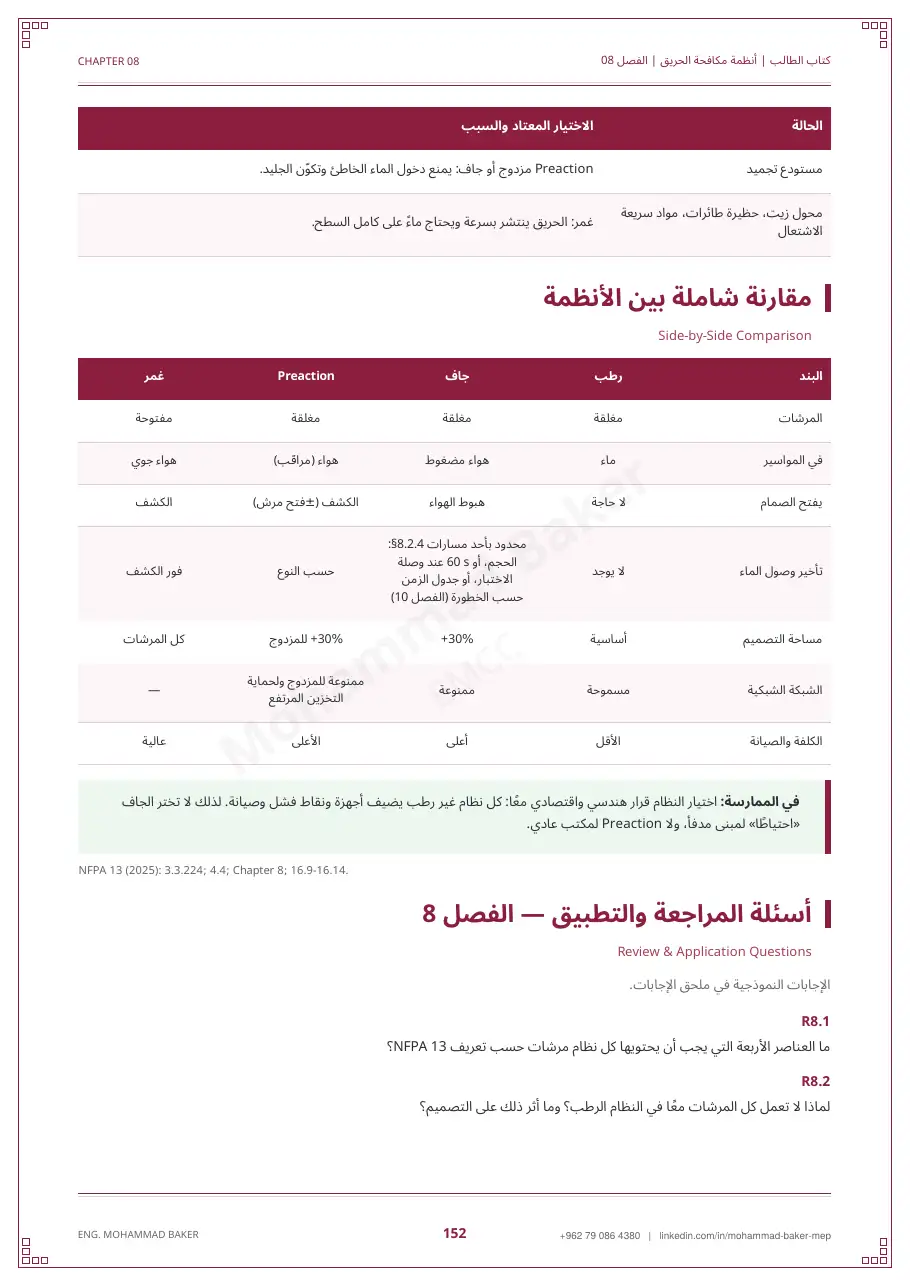 كتاب الطالب | أنظمة مكافحة الحريق | الفصل 08
CHAPTER 08
الحالة	الاختيار المعتاد والسبب
مستودع تجميد	Preaction مزدوج أو جاف: يمنع دخول الماء الخاطئ وتكوّن الجليد.
محول زيت، حظيرة طائرات، مواد سريعة
الاشتعال	غمر: الحريق ينتشر بسرعة ويحتاج ماءً على كامل السطح.
مقارنة شاملة بين الأنظمة
Side-by-Side Comparison
البند	رطب	جاف	Preaction	غمر
المرشات	مغلقة	مغلقة	مغلقة	مفتوحة
في المواسير	ماء	هواء مضغوط	هواء (مراقَب)	هواء جوي
يفتح الصمام	لا حاجة	هبوط الهواء	الكشف (±فتح مرش)	الكشف
تأخير وصول الماء	لا يوجد	محدود بأحد مسارات §8.2.4:
الحجم، أو 60 s عند وصلة
الاختبار، أو جدول الزمن
حسب الخطورة (الفصل 10)	حسب النوع	فور الكشف
مساحة التصميم	أساسية	+30%	+30% للمزدوج	كل المرشات
الشبكة الشبكية	مسموحة	ممنوعة	ممنوعة للمزدوج ولحماية
التخزين المرتفع	—
الكلفة والصيانة	الأقل	أعلى	الأعلى	عالية
Mohammad Baker
EMCC
في الممارسة: اختيار النظام قرار هندسي واقتصادي معًا: كل نظام غير رطب يضيف أجهزة ونقاط فشل وصيانة. لذلك لا تختر الجاف
«احتياطًا» لمبنى مدفأ، ولا Preaction لمكتب عادي.
NFPA 13 (2025): 3.3.224; 4.4; Chapter 8; 16.9-16.14.
أسئلة المراجعة والتطبيق — الفصل 8
Review & Application Questions
الإجابات النموذجية في ملحق الإجابات.
R8.1
ما العناصر الأربعة التي يجب أن يحتويها كل نظام مرشات حسب تعريف NFPA 13؟
R8.2
لماذا لا تعمل كل المرشات معًا في النظام الرطب؟ وما أثر ذلك على التصميم؟
ENG. MOHAMMAD BAKER
152
+962 79 086 4380 | linkedin.com/in/mohammad-baker-mep